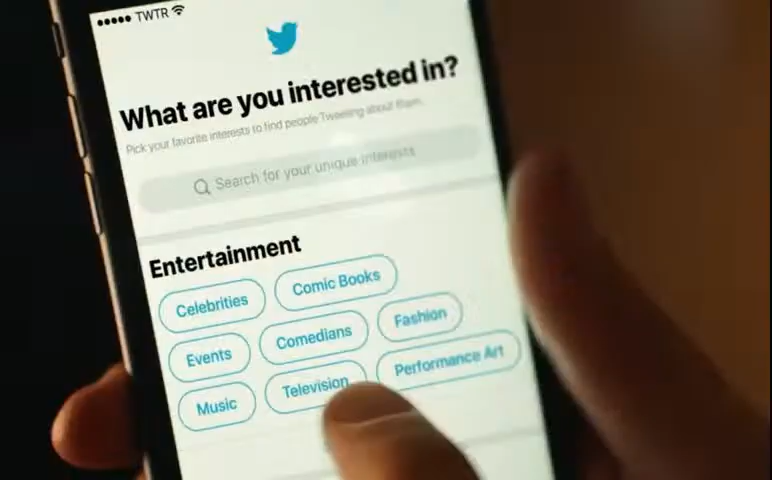 TWTR
What are you interested in?
Pick your favorite interests to find people Tweeting about them.
Search for your unique interests
Entertainment
Celebrities
Comic Books
Events
Comedians
Fashion
Music
Television
Performance Art